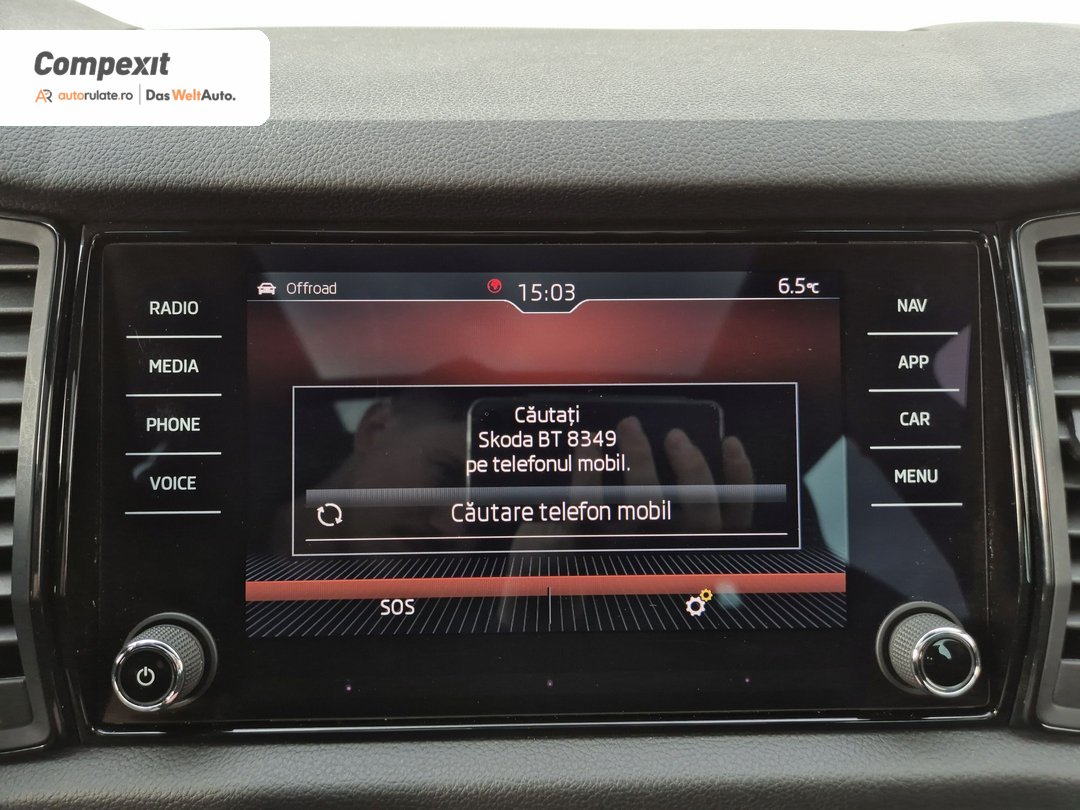 Compexit
autorulate.ro | Das WeltAuto.
Offroad
15:03
6.5°C
RADIO
MEDIA
PHONE
VOICE
NAV
APP
CAR
MENU
Căutați
Skoda BT 8349
pe telefonul mobil.
Căutare telefon mobil
SOS